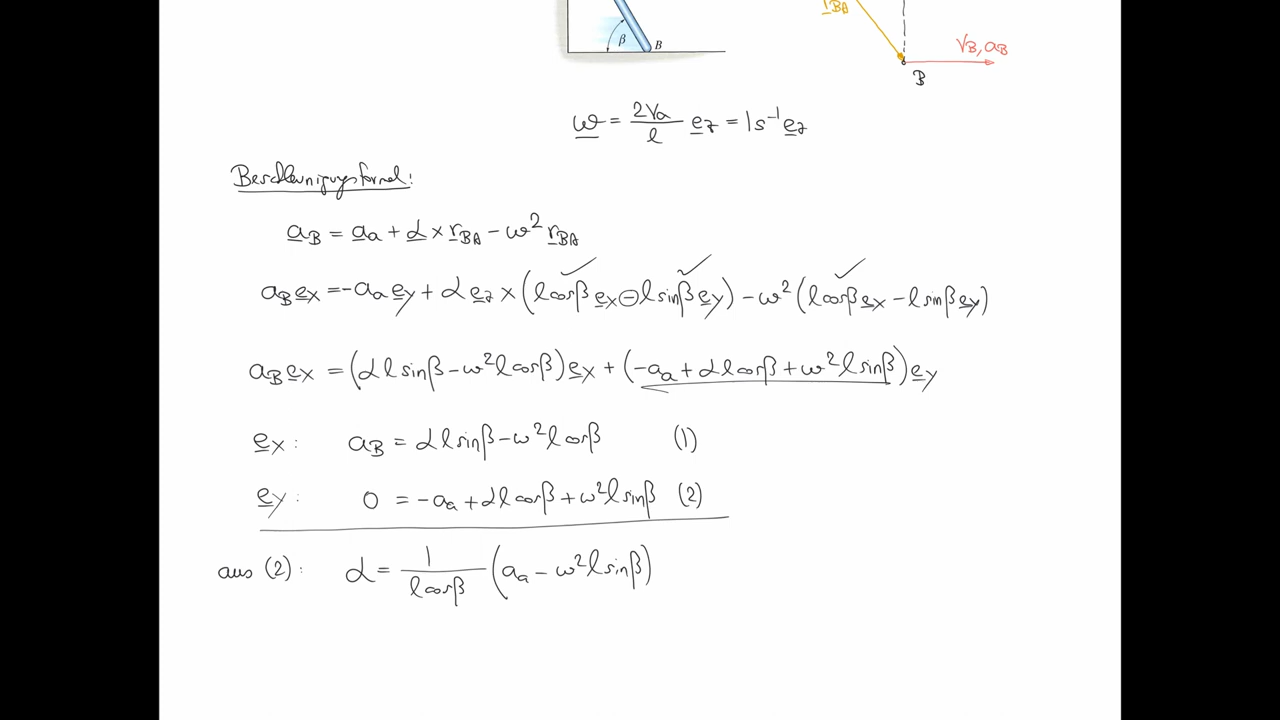 r_BA
β B
v_B, a_B
B
ω = 2v_A/l e_z = 1s⁻¹ e_z
Beschleunigungsformel:
a_B = a_A + α × r_BA - ω² r_BA
a_B e_x = -a_A e_y + α e_z × (l cosβ e_x - l sinβ e_y) - ω² (l cosβ e_x - l sinβ e_y)
a_B e_x = (α l sinβ - ω² l cosβ) e_x + (-a_A + α l cosβ + ω² l sinβ) e_y
e_x: a_B = α l sinβ - ω² l cosβ (1)
e_y: 0 = -a_A + α l cosβ + ω² l sinβ (2)
aus (2): α = 1/(l cosβ) (a_A - ω² l sinβ)